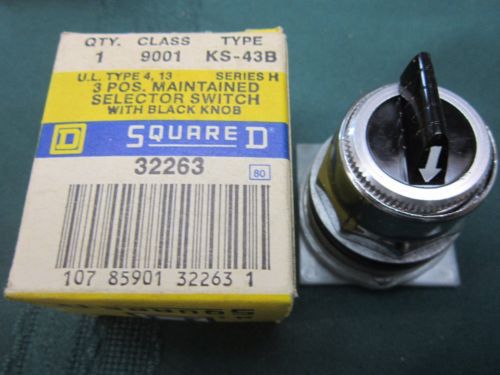 QTY. CLASS TYPE
1 9001 KS-43B
U.L. TYPE 4, 13 SERIES H
3 POS. MAINTAINED
SELECTOR SWITCH
WITH BLACK KNOB
D SQUARE D
32263
80
107 85901 32263 1
SQUARE D